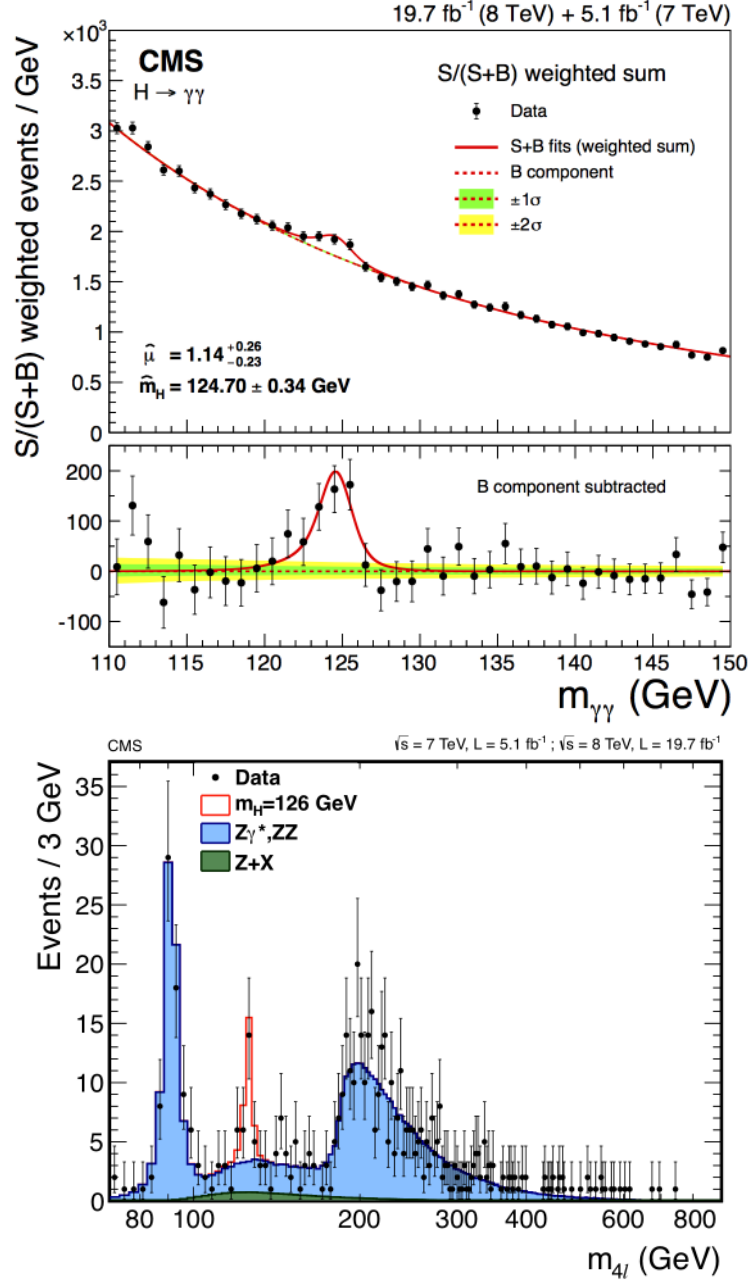 19.7 fb⁻¹ (8 TeV) + 5.1 fb⁻¹ (7 TeV)
×10³
CMS
H → γγ
S/(S+B) weighted sum
Data
S+B fits (weighted sum)
B component
±1σ
±2σ
S/(S+B) weighted events / GeV
3.5
3
2.5
2
1.5
1
0.5
0
μ̂ = 1.14 +0.26 −0.23
m̂_H = 124.70 ± 0.34 GeV
B component subtracted
200
100
0
-100
110 115 120 125 130 135 140 145 150
m_γγ (GeV)
CMS
√s = 7 TeV, L = 5.1 fb⁻¹ ; √s = 8 TeV, L = 19.7 fb⁻¹
Events / 3 GeV
35
30
25
20
15
10
5
0
Data
m_H=126 GeV
Zγ*,ZZ
Z+X
80 100 200 300 400 600 800
m_4l (GeV)